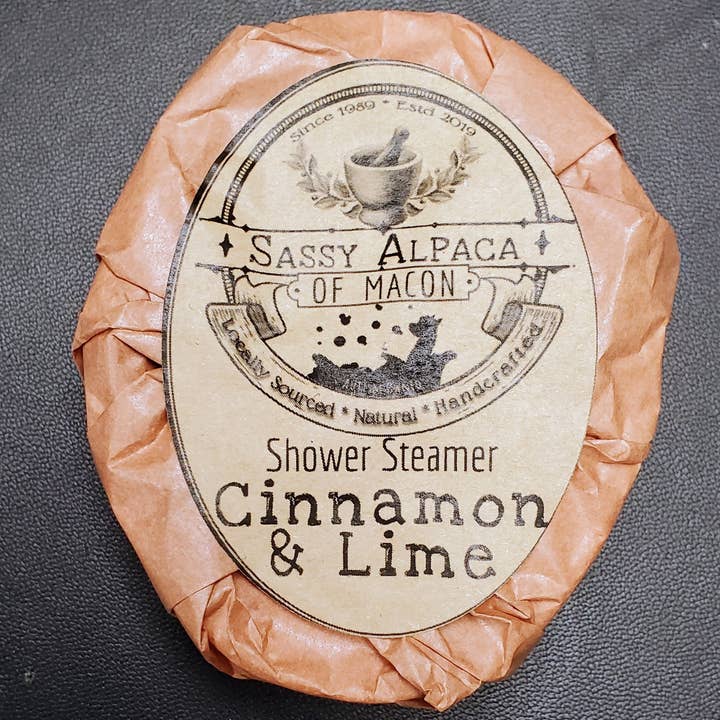 Since 1989 * Estd 2019
SASSY ALPACA
OF MACON
Locally Sourced * Natural * Handcrafted
Shower Steamer
Cinnamon
& Lime